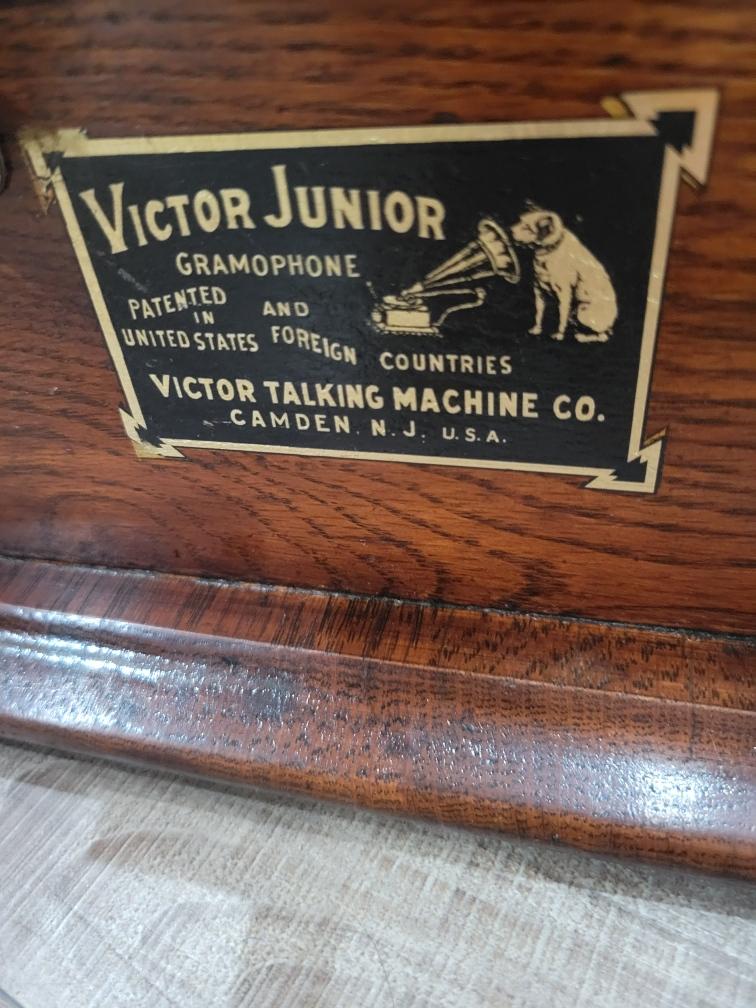 VICTOR JUNIOR
GRAMOPHONE
PATENTED
IN
UNITED STATES
AND
FOREIGN
COUNTRIES
VICTOR TALKING MACHINE CO.
CAMDEN. N.J. U.S.A.